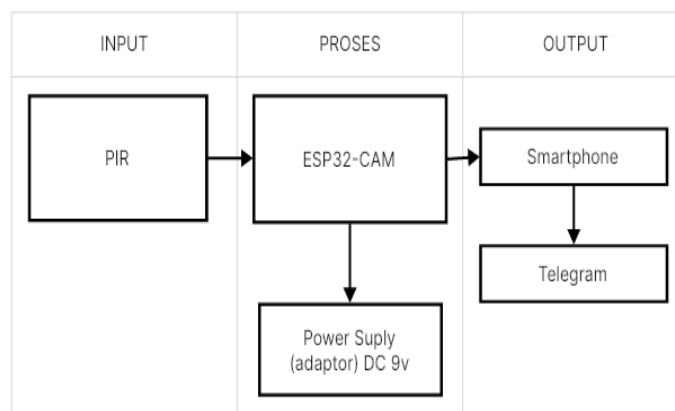 INPUT
PROSES
OUTPUT
PIR
ESP32-CAM
Smartphone
Telegram
Power Suply
(adaptor) DC 9v